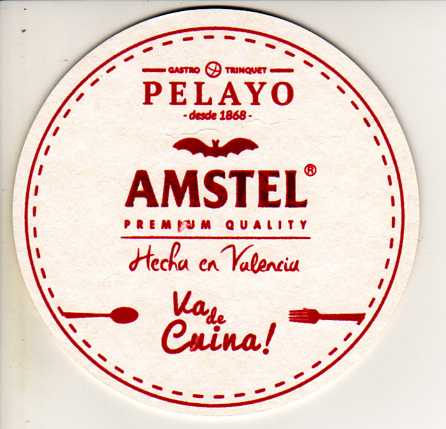 GASTRO TRINQUET
PELAYO
- desde 1868 -
AMSTEL®
PREMIUM QUALITY
Hecha en Valencia
Va de
Cuina!